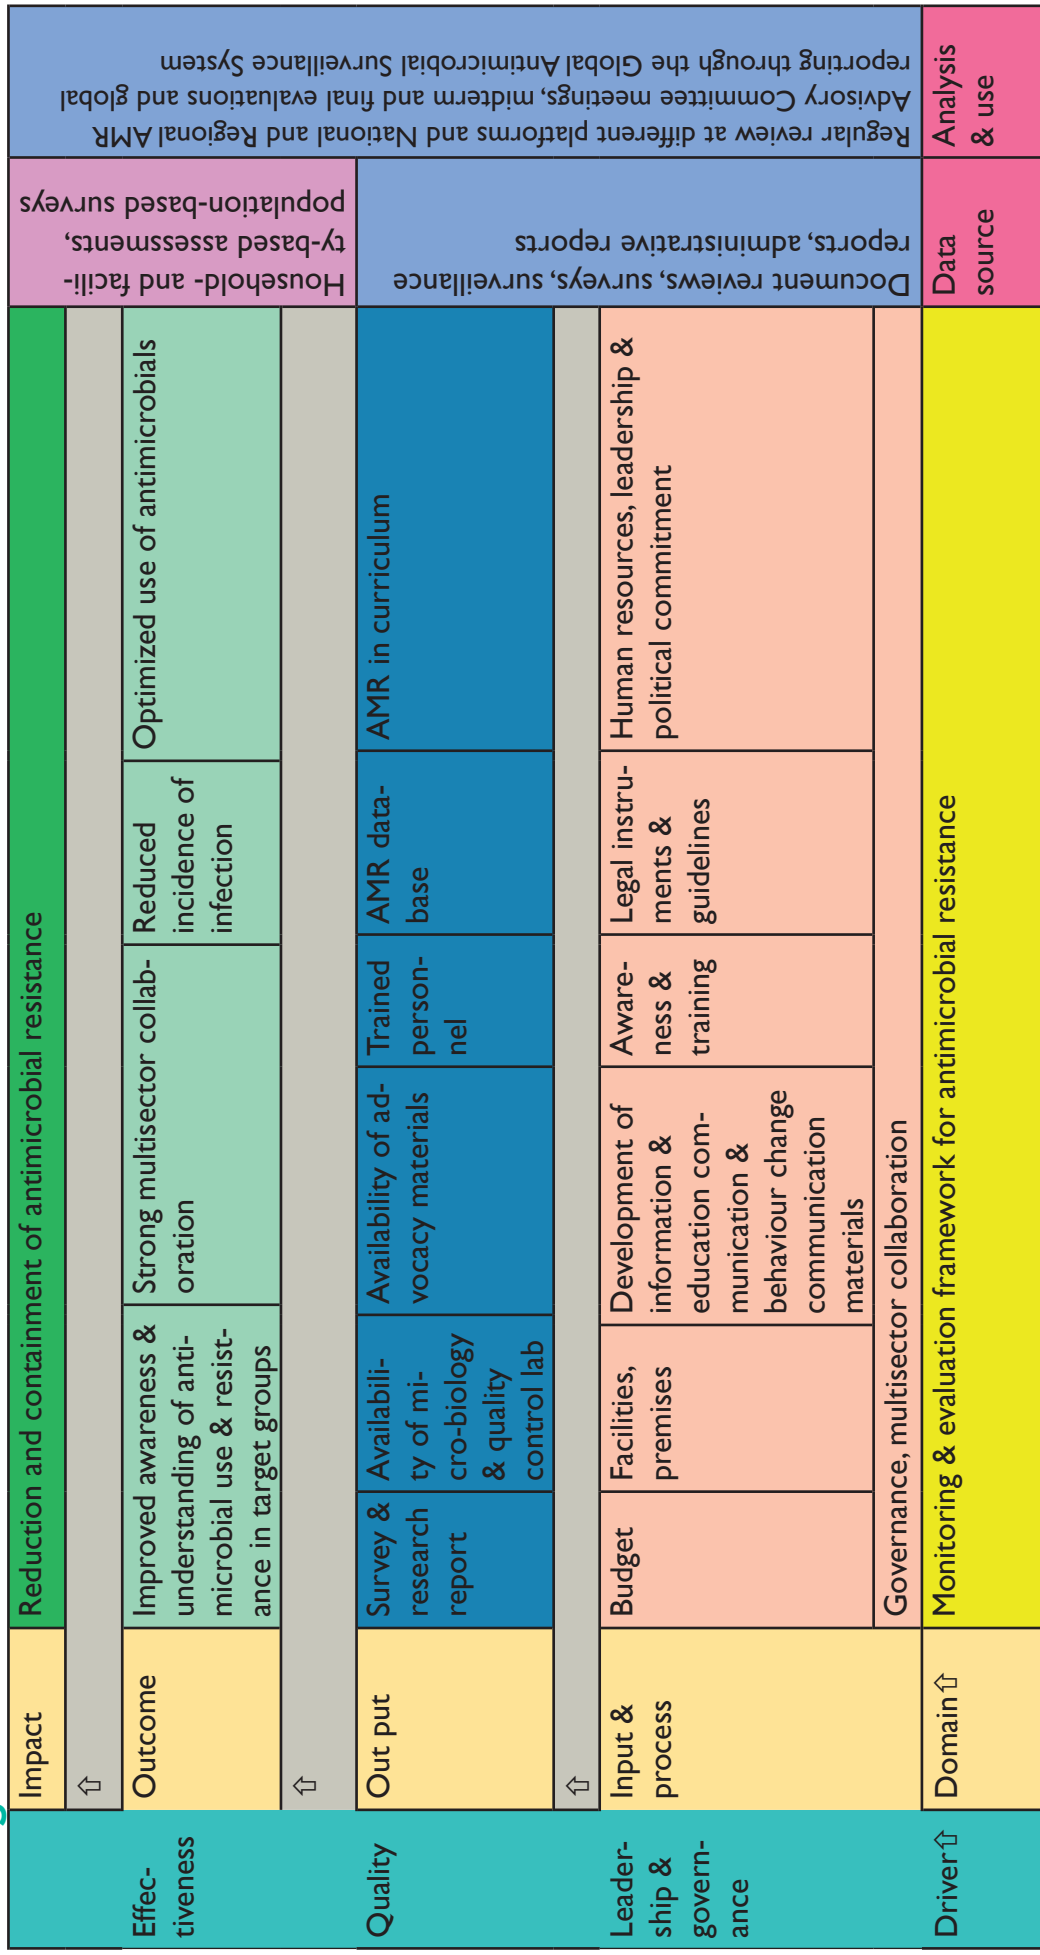 Impact
Reduction and containment of antimicrobial resistance
⇧
Effec-
tiveness
Outcome
Improved awareness &
understanding of anti-
microbial use & resist-
ance in target groups
Strong multisector collab-
oration
Reduced
incidence of
infection
Optimized use of antimicrobials
Household- and facili-
ty-based assessments,
population-based surveys
Regular review at different platforms and National and Regional AMR
Advisory Committee meetings, midterm and final evaluations and global
reporting through the Global Antimicrobial Surveillance System
⇧
Quality
Out put
Survey &
research
report
Availabili-
ty of mi-
cro-biology
& quality
control lab
Availability of ad-
vocacy materials
Trained
person-
nel
AMR data-
base
AMR in curriculum
Document reviews, surveys, surveillance
reports, administrative reports
⇧
Leader-
ship &
govern-
ance
Input &
process
Budget
Facilities,
premises
Development of
information &
education com-
munication &
behaviour change
communication
materials
Aware-
ness &
training
Legal instru-
ments &
guidelines
Human resources, leadership &
political commitment
Governance, multisector collaboration
Driver⇧
Domain⇧
Monitoring & evaluation framework for antimicrobial resistance
Data
source
Analysis
& use